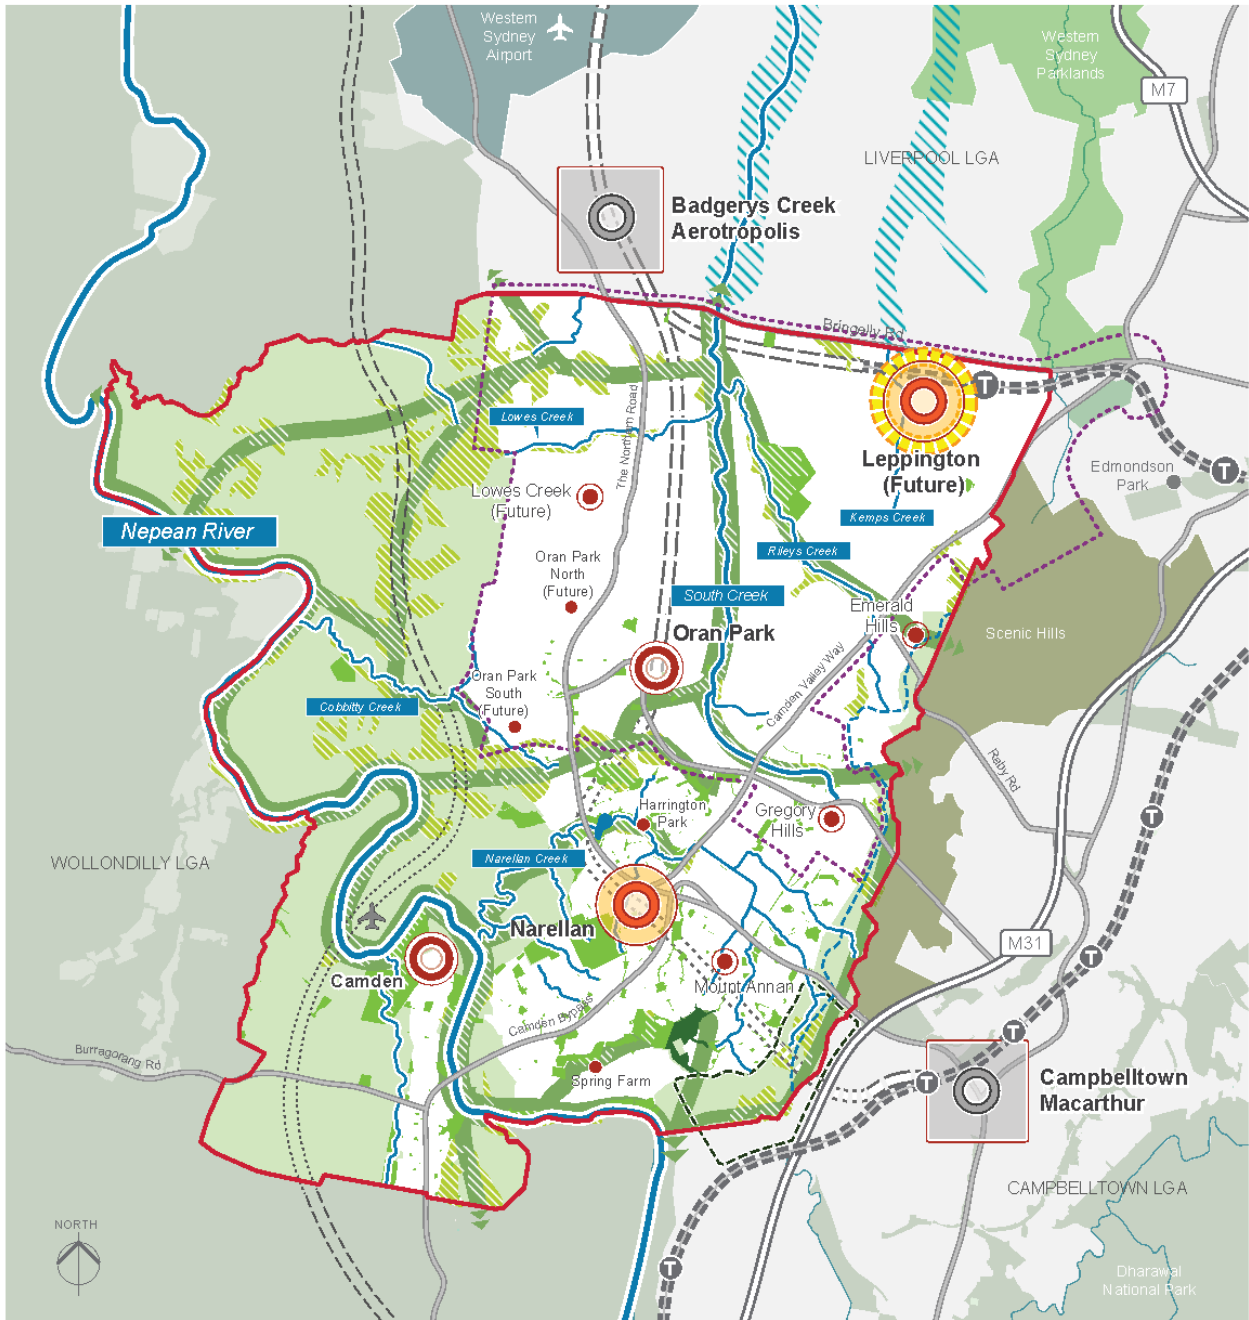 Western
Sydney
Airport
Western
Sydney
Parklands
M7
LIVERPOOL LGA
Badgerys Creek
Aerotropolis
Bringelly Rd
T
Lowes Creek
The Northern Road
Leppington
(Future)
Edmondson
Park
T
Lowes Creek
(Future)
Kemps Creek
Nepean River
Rileys Creek
Oran Park
North
(Future)
South Creek
Emerald
Hills
Scenic Hills
Oran Park
Oran Park
South
(Future)
Camden Valley Way
Cobbitty Creek
Raby Rd
Harrington
Park
Gregory
Hills
T
WOLLONDILLY LGA
Narellan Creek
Narellan
M31
T
Camden
Mount Annan
Camden Bypass
T
Burragorang Rd
Spring Farm
T
Campbelltown
Macarthur
CAMPBELLTOWN LGA
NORTH
T
Dharawal
National Park